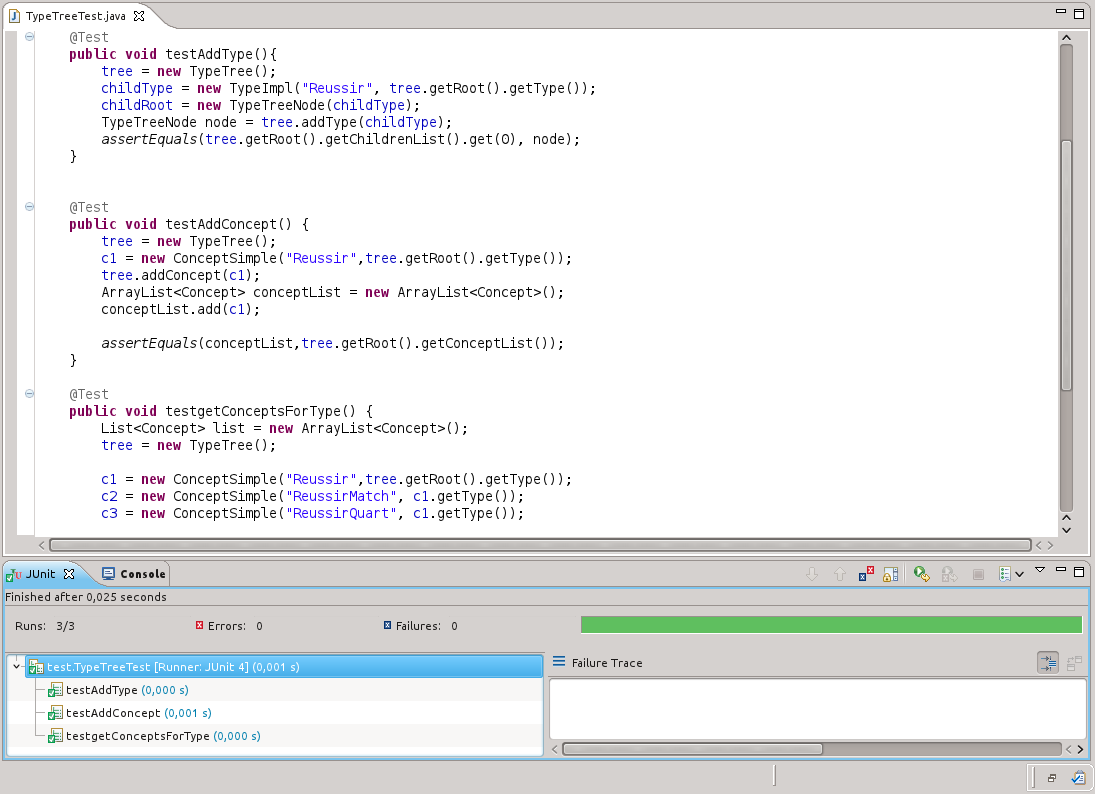 TypeTreeTest.java
@Test
public void testAddType(){
tree = new TypeTree();
childType = new TypeImpl("Reussir", tree.getRoot().getType());
childRoot = new TypeTreeNode(childType);
TypeTreeNode node = tree.addType(childType);
assertEquals(tree.getRoot().getChildrenList().get(0), node);
}
@Test
public void testAddConcept() {
tree = new TypeTree();
c1 = new ConceptSimple("Reussir",tree.getRoot().getType());
tree.addConcept(c1);
ArrayList<Concept> conceptList = new ArrayList<Concept>();
conceptList.add(c1);
assertEquals(conceptList,tree.getRoot().getConceptList());
}
@Test
public void testgetConceptsForType() {
List<Concept> list = new ArrayList<Concept>();
tree = new TypeTree();
c1 = new ConceptSimple("Reussir",tree.getRoot().getType());
c2 = new ConceptSimple("ReussirMatch", c1.getType());
c3 = new ConceptSimple("ReussirQuart", c1.getType());
JUnit Console
Finished after 0,025 seconds
Runs: 3/3 Errors: 0 Failures: 0
test.TypeTreeTest [Runner: JUnit 4] (0,001 s)
testAddType (0,000 s)
testAddConcept (0,001 s)
testgetConceptsForType (0,000 s)
Failure Trace